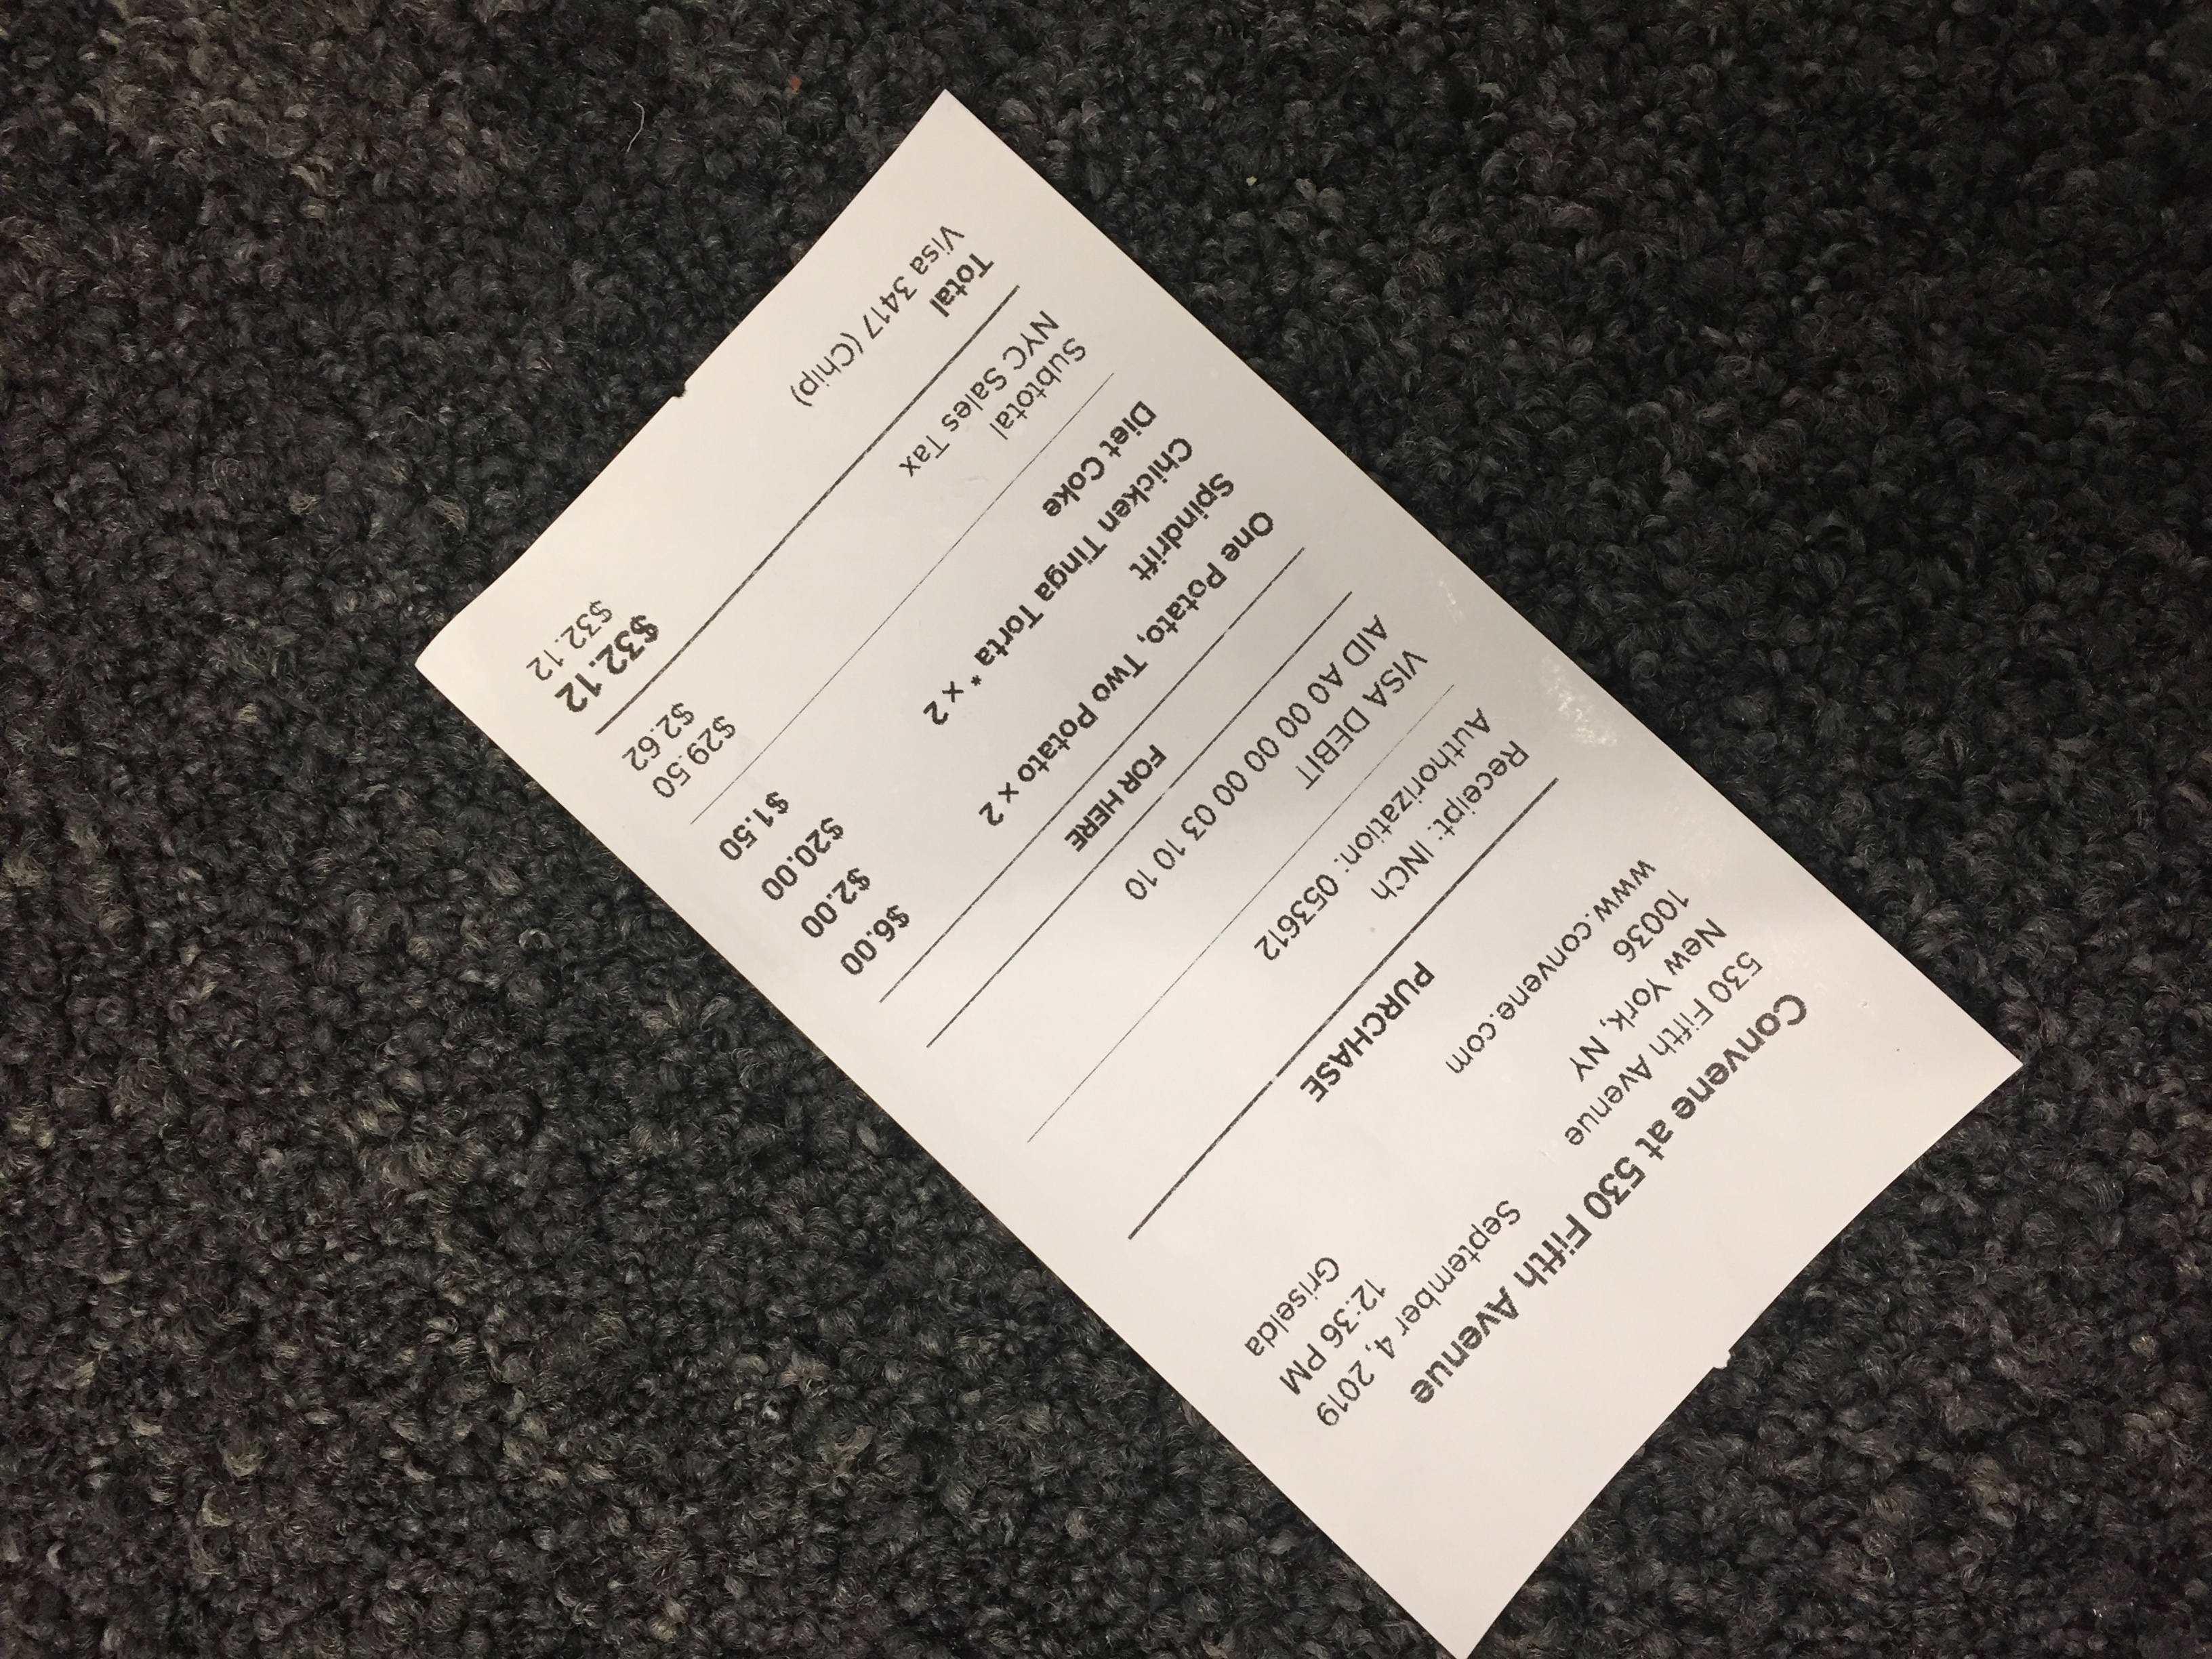 Convene at 530 Fifth Avenue
530 Fifth Avenue September 4, 2019
New York, NY 12:36 PM
10036 Griselda
www.convene.com
PURCHASE
Receipt: INCh
Authorization: 053612
VISA DEBIT
AID A0 00 00 00 03 10 10
FOR HERE
One Potato, Two Potato x 2 $6.00
Spindrift $2.00
Chicken Tinga Torta * x 2 $20.00
Diet Coke $1.50
Subtotal $29.50
NYC Sales Tax $2.62
Total $32.12
Visa 3417 (Chip) $32.12